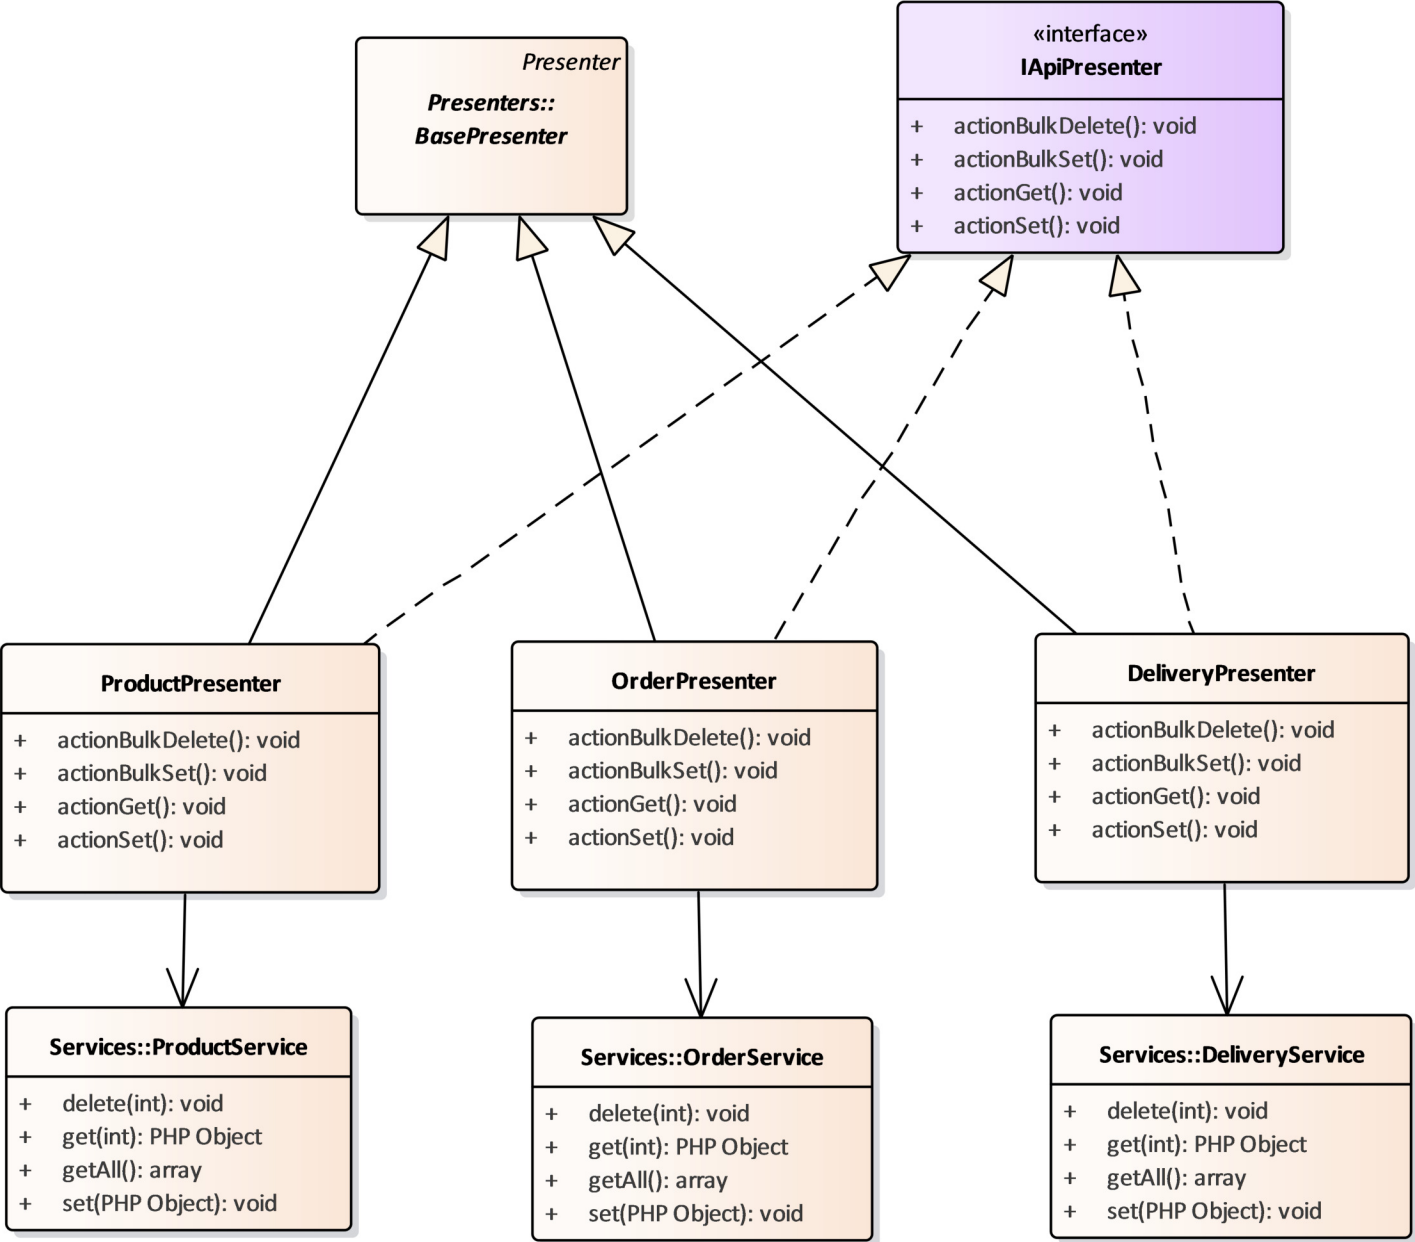 Presenter
Presenters::
BasePresenter
«interface»
IApiPresenter
+ actionBulkDelete(): void
+ actionBulkSet(): void
+ actionGet(): void
+ actionSet(): void
ProductPresenter
+ actionBulkDelete(): void
+ actionBulkSet(): void
+ actionGet(): void
+ actionSet(): void
OrderPresenter
+ actionBulkDelete(): void
+ actionBulkSet(): void
+ actionGet(): void
+ actionSet(): void
DeliveryPresenter
+ actionBulkDelete(): void
+ actionBulkSet(): void
+ actionGet(): void
+ actionSet(): void
Services::ProductService
+ delete(int): void
+ get(int): PHP Object
+ getAll(): array
+ set(PHP Object): void
Services::OrderService
+ delete(int): void
+ get(int): PHP Object
+ getAll(): array
+ set(PHP Object): void
Services::DeliveryService
+ delete(int): void
+ get(int): PHP Object
+ getAll(): array
+ set(PHP Object): void